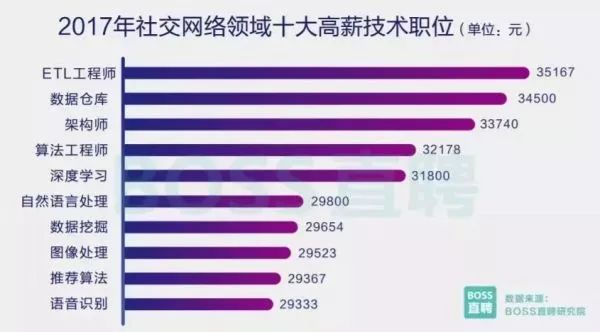 2017年社交网络领域十大高薪技术职位（单位：元）
ETL工程师 35167
数据仓库 34500
架构师 33740
算法工程师 32178
深度学习 31800
自然语言处理 29800
数据挖掘 29654
图像处理 29523
推荐算法 29367
语音识别 29333
BOSS直聘
BOSS
直聘
数据来源：
BOSS直聘研究院